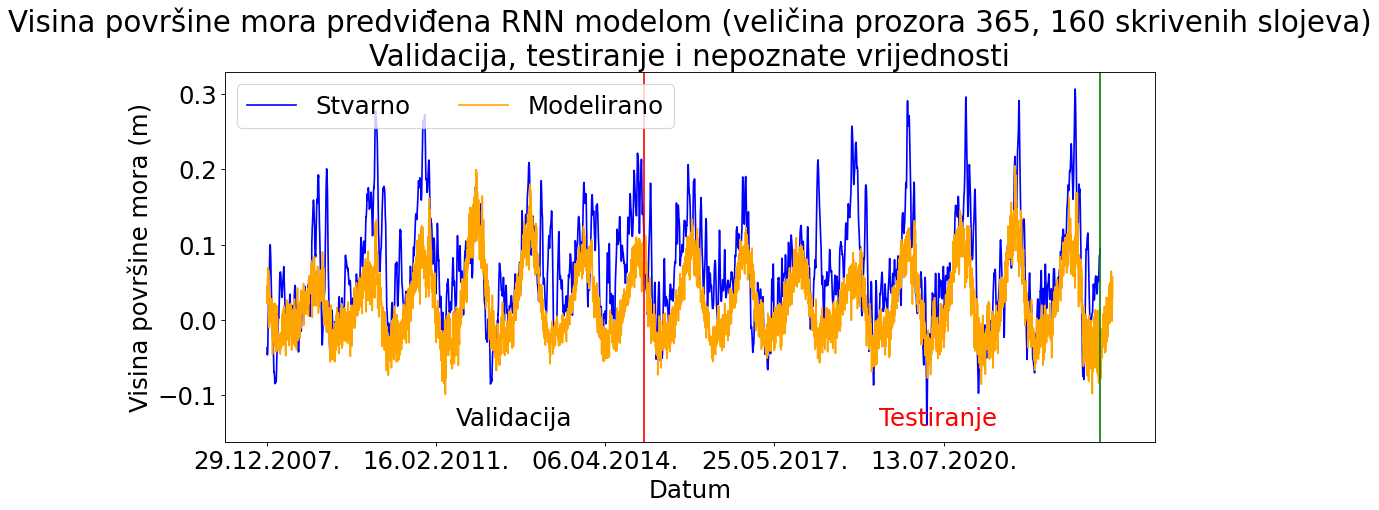 Visina površine mora predviđena RNN modelom (veličina prozora 365, 160 skrivenih slojeva)
Validacija, testiranje i nepoznate vrijednosti
Stvarno
Modelirano
Visina površine mora (m)
0.3
0.2
0.1
0.0
−0.1
Validacija
Testiranje
29.12.2007.
16.02.2011.
06.04.2014.
25.05.2017.
13.07.2020.
Datum